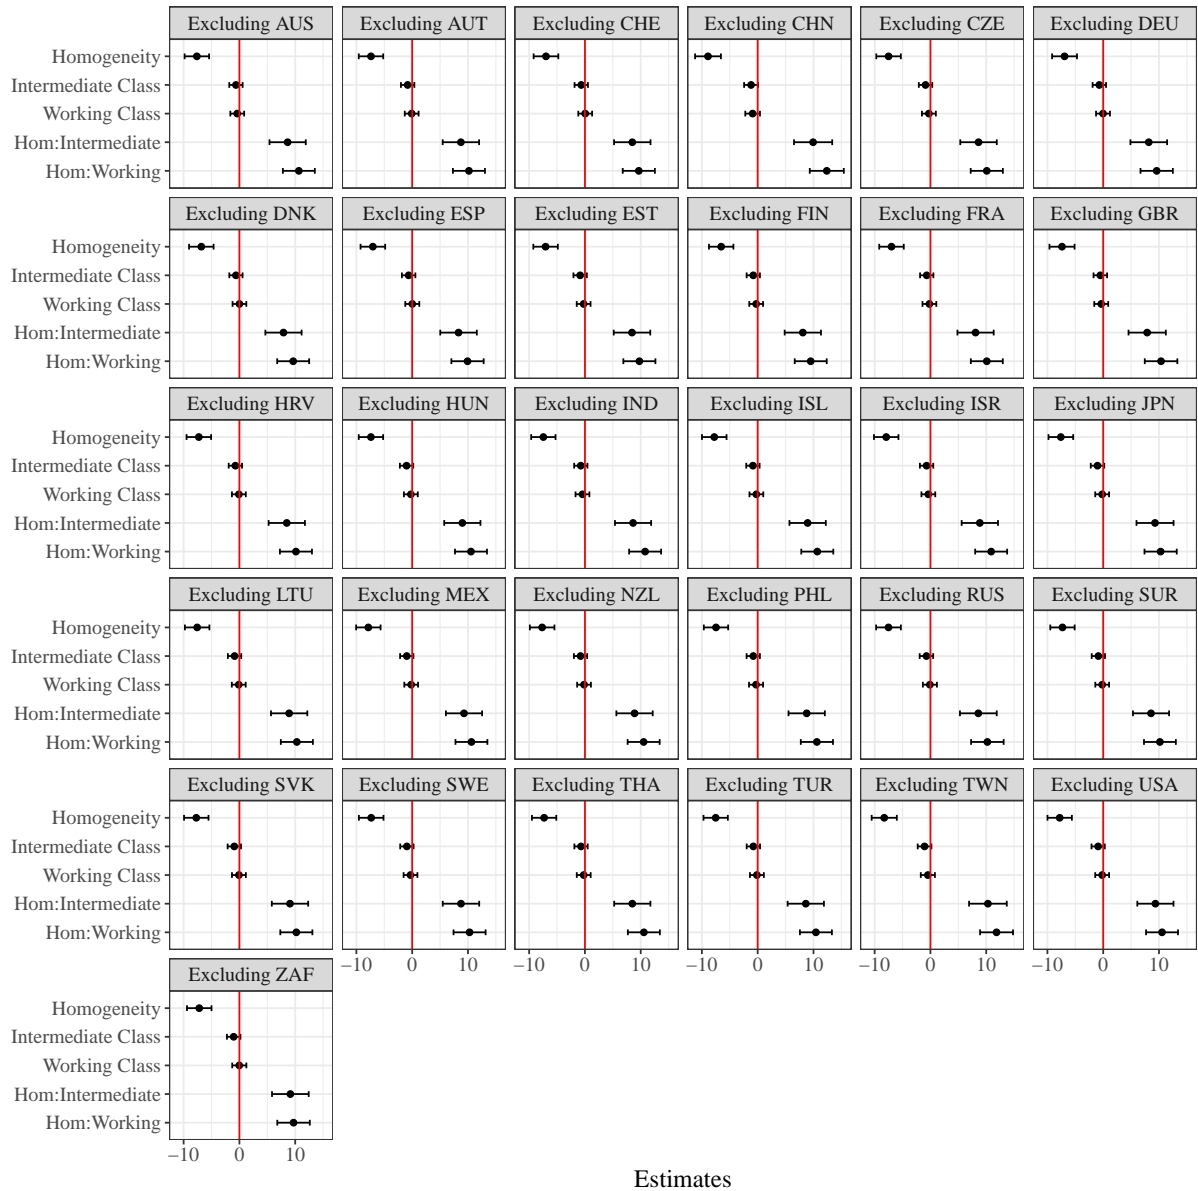 Excluding AUS Excluding AUT Excluding CHE Excluding CHN Excluding CZE Excluding DEU
Homogeneity
Intermediate Class
Working Class
Hom:Intermediate
Hom:Working
Excluding DNK Excluding ESP Excluding EST Excluding FIN Excluding FRA Excluding GBR
Homogeneity
Intermediate Class
Working Class
Hom:Intermediate
Hom:Working
Excluding HRV Excluding HUN Excluding IND Excluding ISL Excluding ISR Excluding JPN
Homogeneity
Intermediate Class
Working Class
Hom:Intermediate
Hom:Working
Excluding LTU Excluding MEX Excluding NZL Excluding PHL Excluding RUS Excluding SUR
Homogeneity
Intermediate Class
Working Class
Hom:Intermediate
Hom:Working
Excluding SVK Excluding SWE Excluding THA Excluding TUR Excluding TWN Excluding USA
Homogeneity
Intermediate Class
Working Class
Hom:Intermediate
Hom:Working
−10 0 10 −10 0 10 −10 0 10 −10 0 10 −10 0 10
Excluding ZAF
Homogeneity
Intermediate Class
Working Class
Hom:Intermediate
Hom:Working
−10 0 10
Estimates